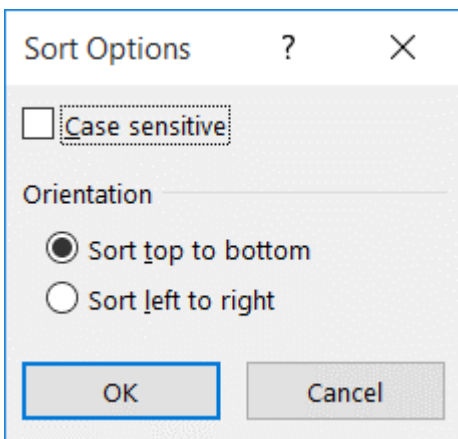 Sort Options ?
Case sensitive
Orientation
Sort top to bottom
Sort left to right
OK Cancel